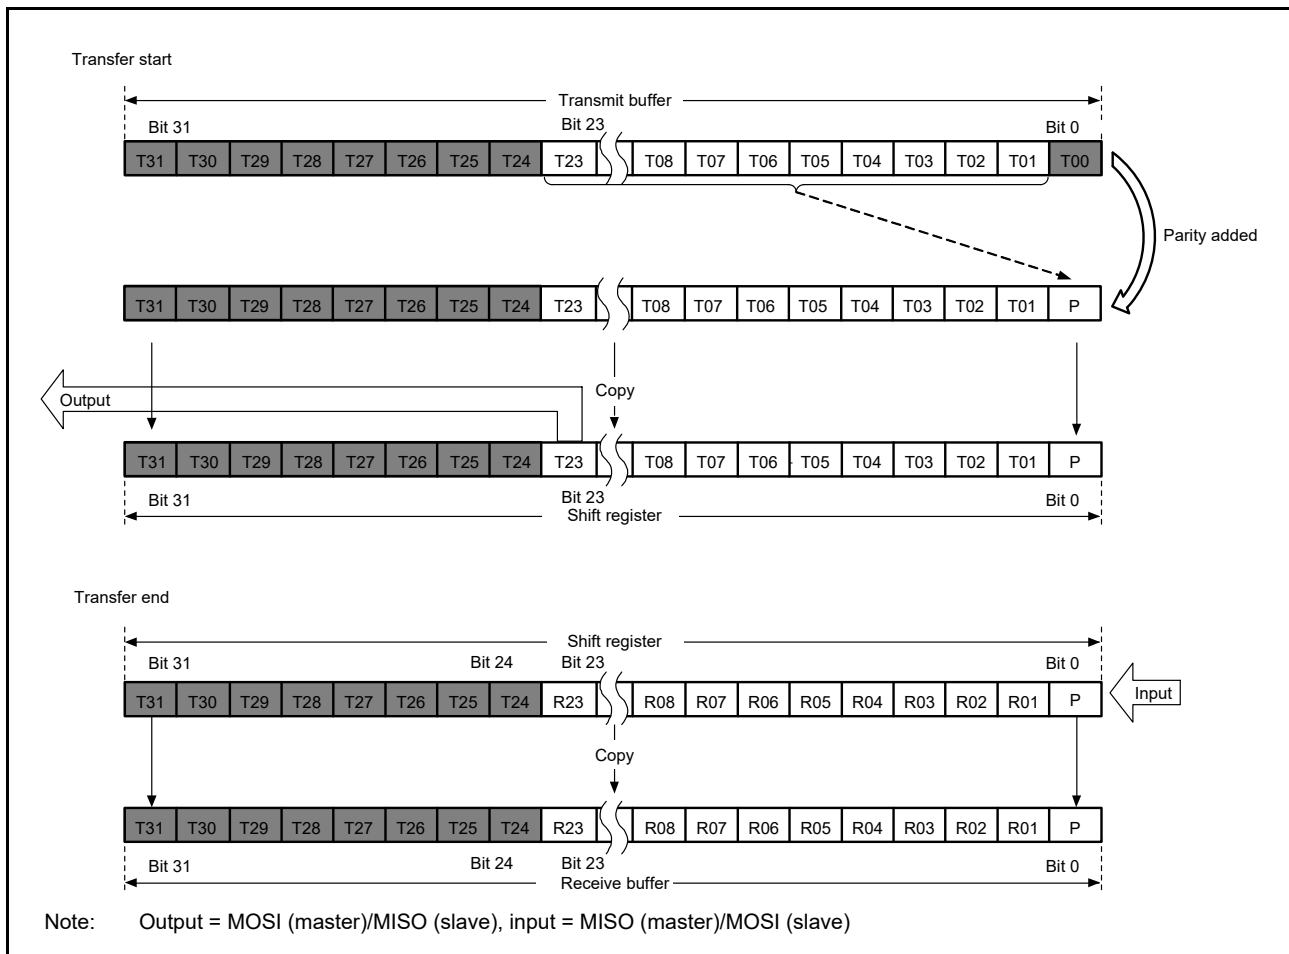 Transfer start
Transmit buffer
Bit 31 Bit 23 Bit 0
T31 T30 T29 T28 T27 T26 T25 T24 T23 T08 T07 T06 T05 T04 T03 T02 T01 T00
Parity added
T31 T30 T29 T28 T27 T26 T25 T24 T23 T08 T07 T06 T05 T04 T03 T02 T01 P
Copy
Output
T31 T30 T29 T28 T27 T26 T25 T24 T23 T08 T07 T06 T05 T04 T03 T02 T01 P
Bit 31 Bit 23 Bit 0
Shift register
Transfer end
Shift register
Bit 31 Bit 24 Bit 23 Bit 0
T31 T30 T29 T28 T27 T26 T25 T24 R23 R08 R07 R06 R05 R04 R03 R02 R01 P Input
Copy
T31 T30 T29 T28 T27 T26 T25 T24 R23 R08 R07 R06 R05 R04 R03 R02 R01 P
Bit 31 Bit 24 Bit 23 Bit 0
Receive buffer
Note: Output = MOSI (master)/MISO (slave), input = MISO (master)/MOSI (slave)